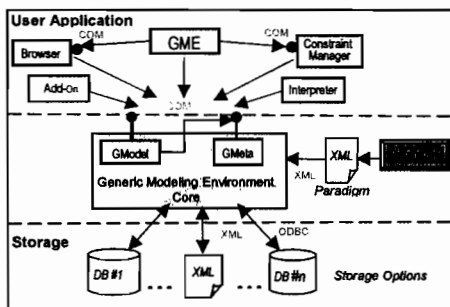 User Application
COM
GME
COM
Browser
Constraint
Manager
Add-On
COM
Interpreter
GModel
GMeta
Generic Modeling Environment
Core
XML
XML
Paradigm
Storage
XML
ODBC
DB #1
....
XML
....
DB #n
Storage Options